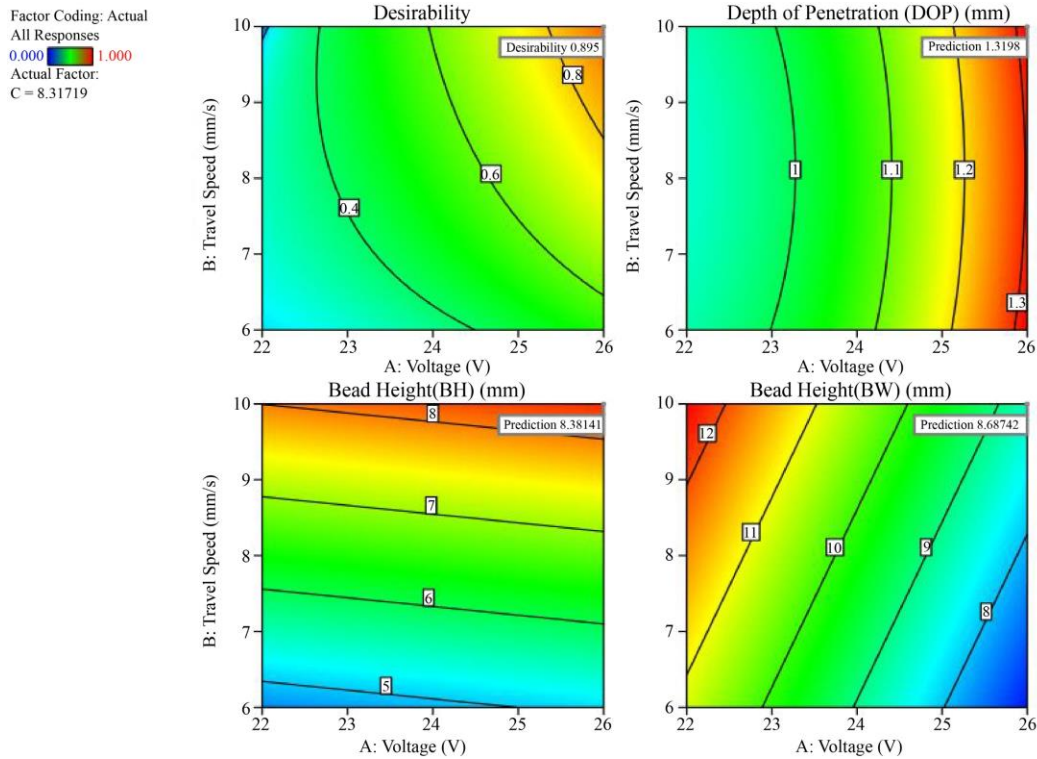 Factor Coding: Actual
All Responses
0.000 1.000
Actual Factor:
C = 8.31719
Desirability
B: Travel Speed (mm/s)
10
9
8
7
6
Desirability 0.895
0.8
0.6
0.4
22 23 24 25 26
A: Voltage (V)
Depth of Penetration (DOP) (mm)
B: Travel Speed (mm/s)
10
9
8
7
6
Prediction 1.3198
1 1.1 1.2
1.3
22 23 24 25 26
A: Voltage (V)
Bead Height(BH) (mm)
B: Travel Speed (mm/s)
10
9
8
7
6
8
Prediction 8.38141
7
6
5
22 23 24 25 26
A: Voltage (V)
Bead Height(BW) (mm)
B: Travel Speed (mm/s)
10
9
8
7
6
Prediction 8.68742
12
11
10 9
8
22 23 24 25 26
A: Voltage (V)